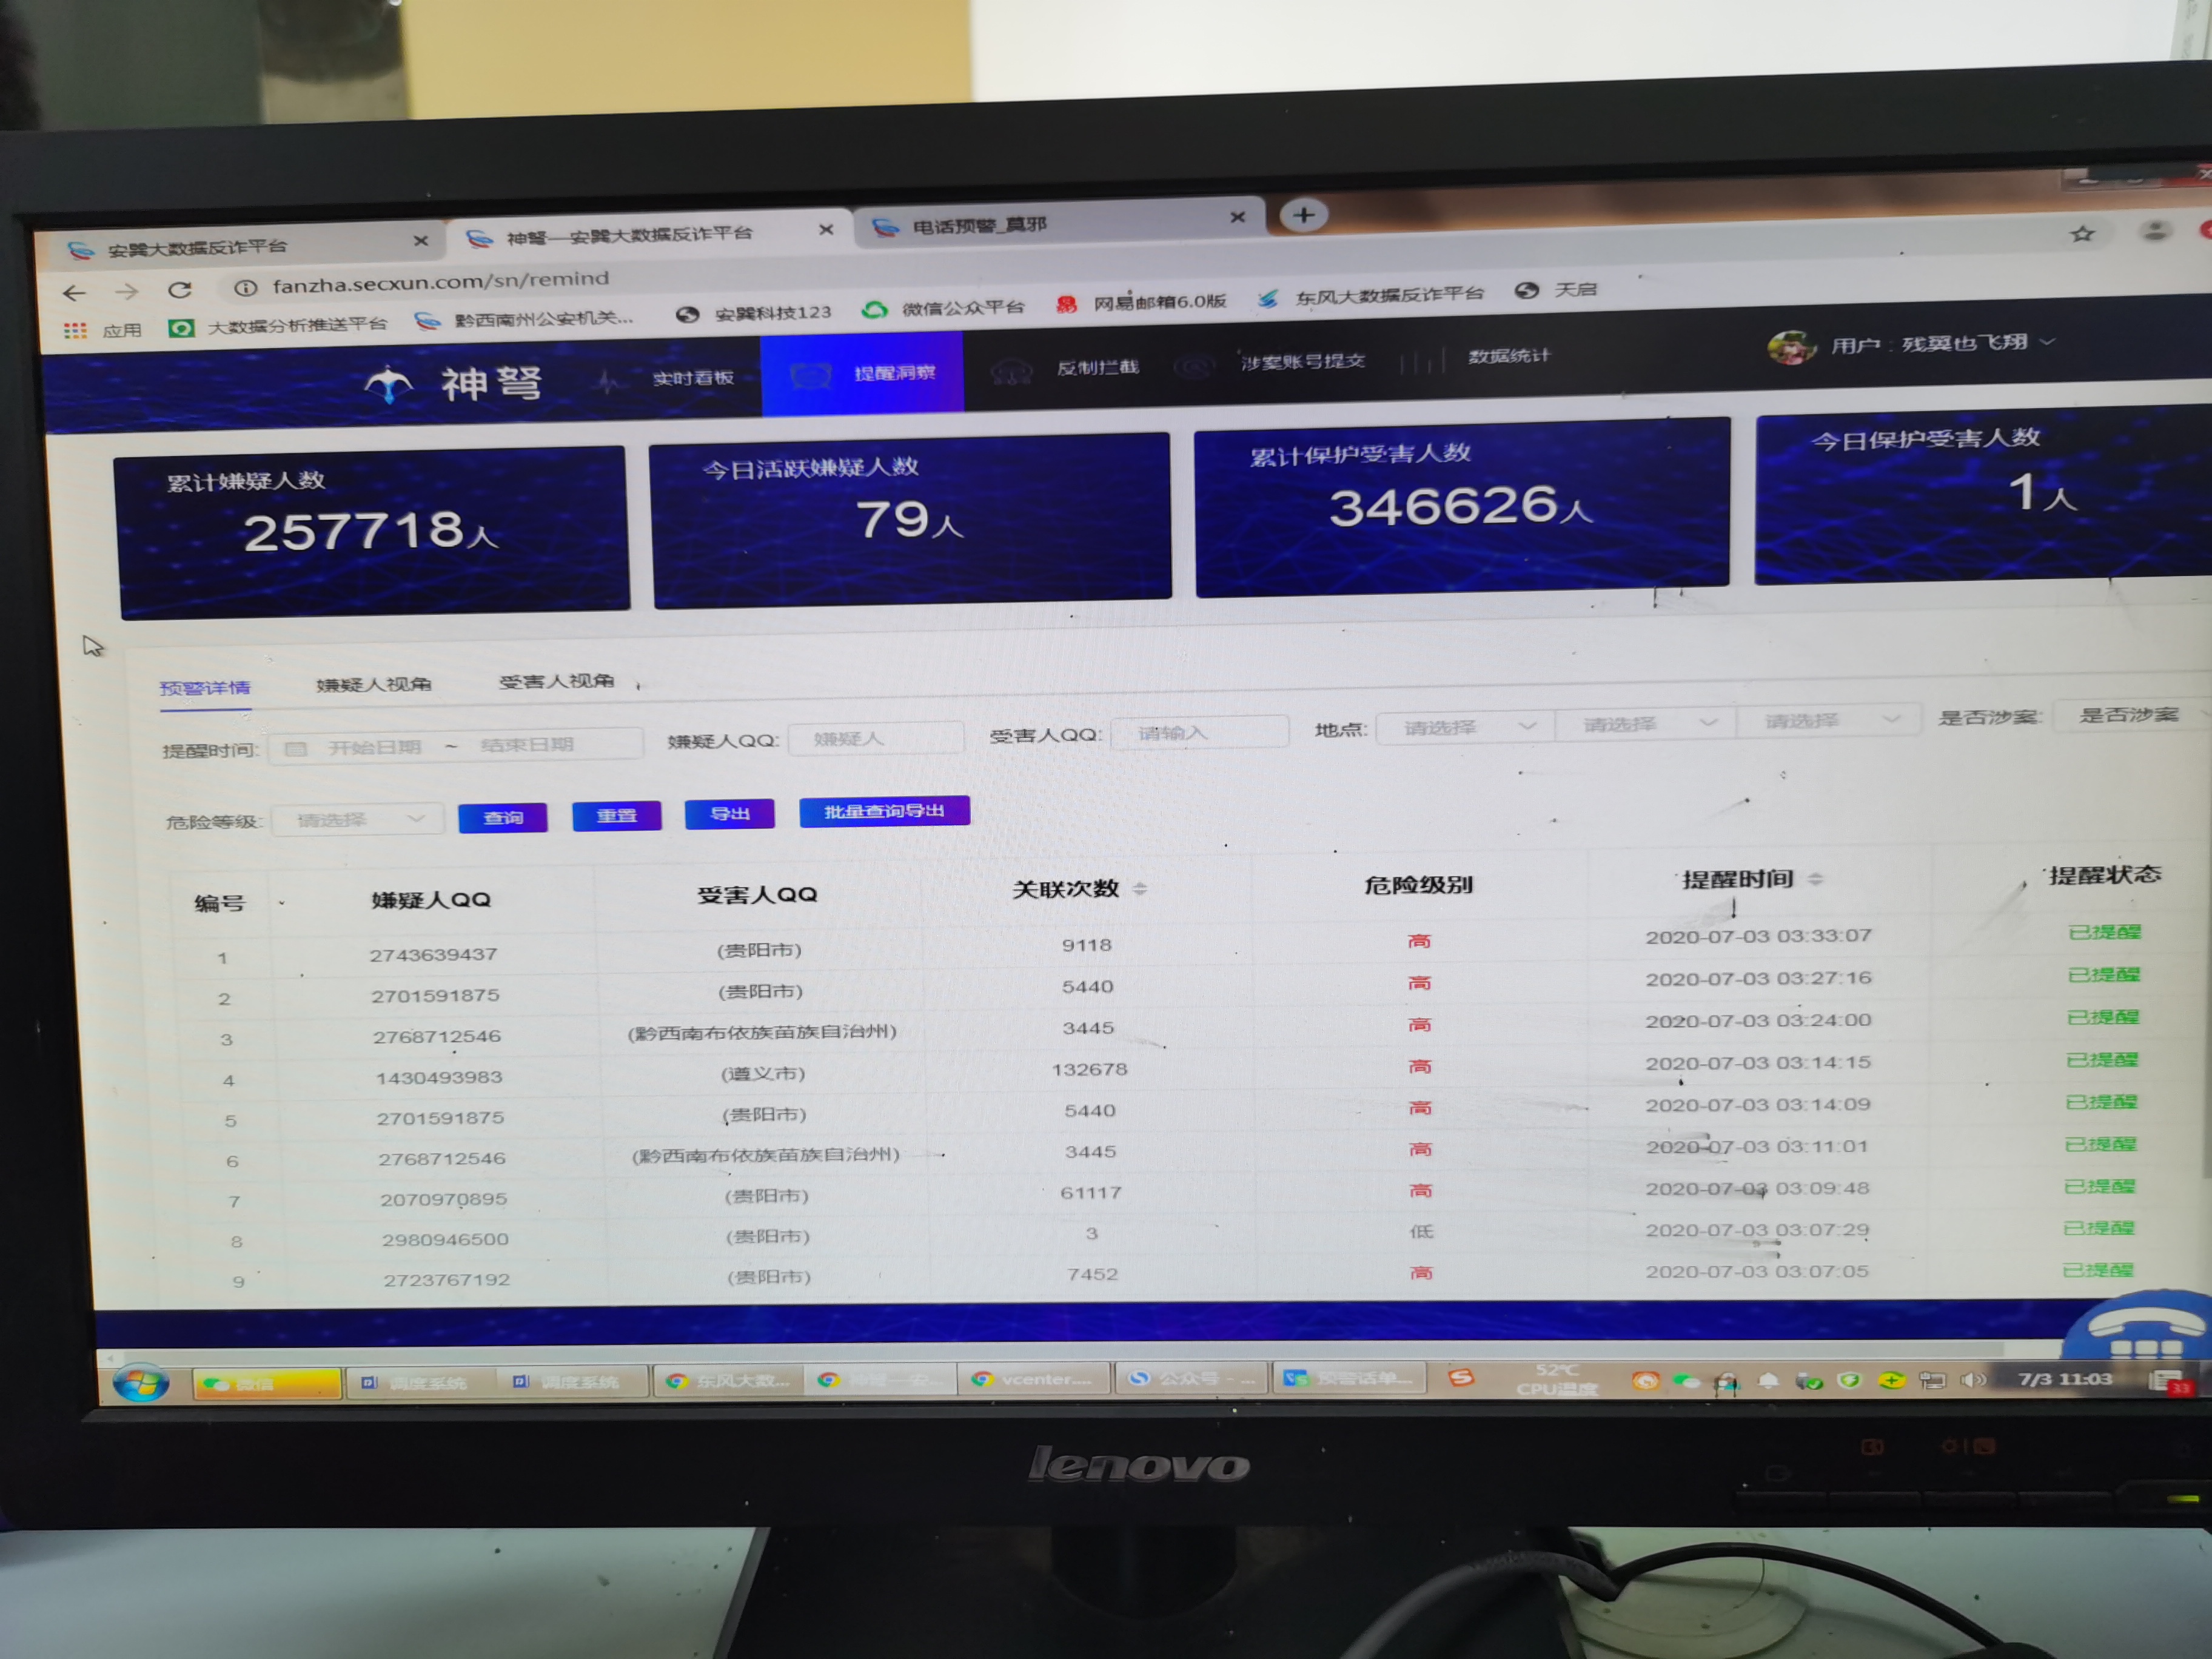 安巽大数据反诈平台
神弩—安巽大数据反诈平台
电话预警_莫邪
fanzha.secxun.com/sn/remind
应用 大数据分析推送平台 黔西南州公安机关... 安巽科技123 微信公众平台 网易邮箱6.0版 东风大数据反诈平台 天启
神弩 实时看板 提醒洞察 反制拦截 涉案账号提交 数据统计 用户：残翼也飞翔
累计嫌疑人数
257718人
今日活跃嫌疑人数
79人
累计保护受害人数
346626人
今日保护受害人数
1人
预警详情 嫌疑人视角 受害人视角
提醒时间: 开始日期 ~ 结束日期 嫌疑人QQ: 嫌疑人 受害人QQ: 请输入 地点: 请选择 请选择 请选择 是否涉案: 是否涉案
危险等级: 请选择 查询 重置 导出 批量查询导出
编号 嫌疑人QQ 受害人QQ 关联次数 危险级别 提醒时间 提醒状态
1 2743639437 (贵阳市) 9118 高 2020-07-03 03:33:07 已提醒
2 2701591875 (贵阳市) 5440 高 2020-07-03 03:27:16 已提醒
3 2768712546 (黔西南布依族苗族自治州) 3445 高 2020-07-03 03:24:00 已提醒
4 1430493983 (遵义市) 132678 高 2020-07-03 03:14:15 已提醒
5 2701591875 (贵阳市) 5440 高 2020-07-03 03:14:09 已提醒
6 2768712546 (黔西南布依族苗族自治州) 3445 高 2020-07-03 03:11:01 已提醒
7 2070970895 (贵阳市) 61117 高 2020-07-03 03:09:48 已提醒
8 2980946500 (贵阳市) 3 低 2020-07-03 03:07:29 已提醒
9 2723767192 (贵阳市) 7452 高 2020-07-03 03:07:05 已提醒
微信 调度系统 调度系统 东风大数... 神弩—安... vcenter.... 公众号 - ... 预警话单... 52℃ CPU温度 7/3 11:03 33
lenovo